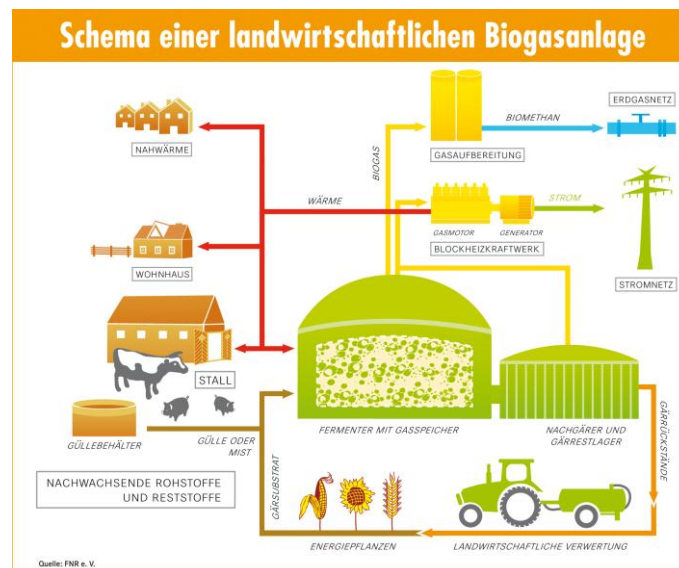 Schema einer landwirtschaftlichen Biogasanlage
ERDGASNETZ
BIOMETHAN
NAHWÄRME
GASAUFBEREITUNG
BIOGAS
WÄRME
STROM
GASMOTOR
GENERATOR
BLOCKHEIZKRAFTWERK
WOHNHAUS
STROMNETZ
STALL
GÜLLEBEHÄLTER
GÜLLE ODER
MIST
FERMENTER MIT GASSPEICHER
NACHGÄRER UND
GÄRRESTLAGER
GÄRRÜCKSTÄNDE
NACHWACHSENDE ROHSTOFFE
UND RESTSTOFFE
GÄRSUBSTRAT
ENERGIEPFLANZEN
LANDWIRTSCHAFTLICHE VERWERTUNG
Quelle: FNR e. V.